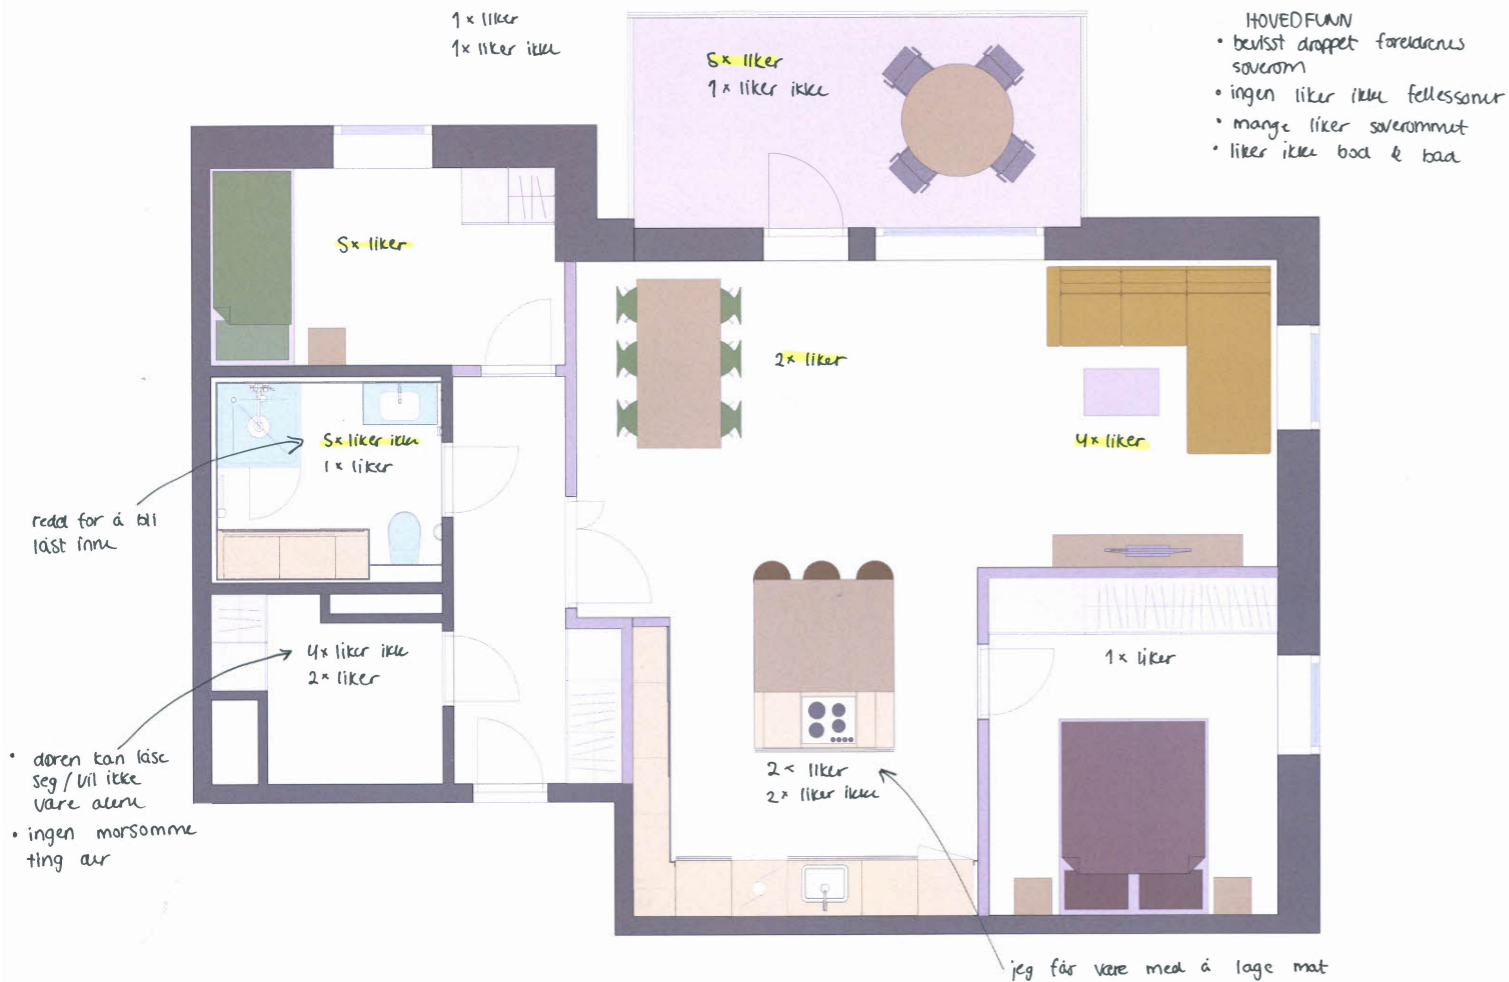 1x liker
1x liker ikke
5x liker
1x liker ikke
HOVEDFUNN
• bevisst droppet foreldrenes
soverom
• ingen liker ikke fellessoner
• mange liker soverommet
• liker ikke bod & bad
5x liker
2x liker
4x liker
5x liker ikke
1x liker
redd for å bli
låst inne
4x liker ikke
2x liker
1x liker
• døren kan låse
seg / vil ikke
være alene
• ingen morsomme
ting der
2x liker
2x liker ikke
jeg får være med å lage mat